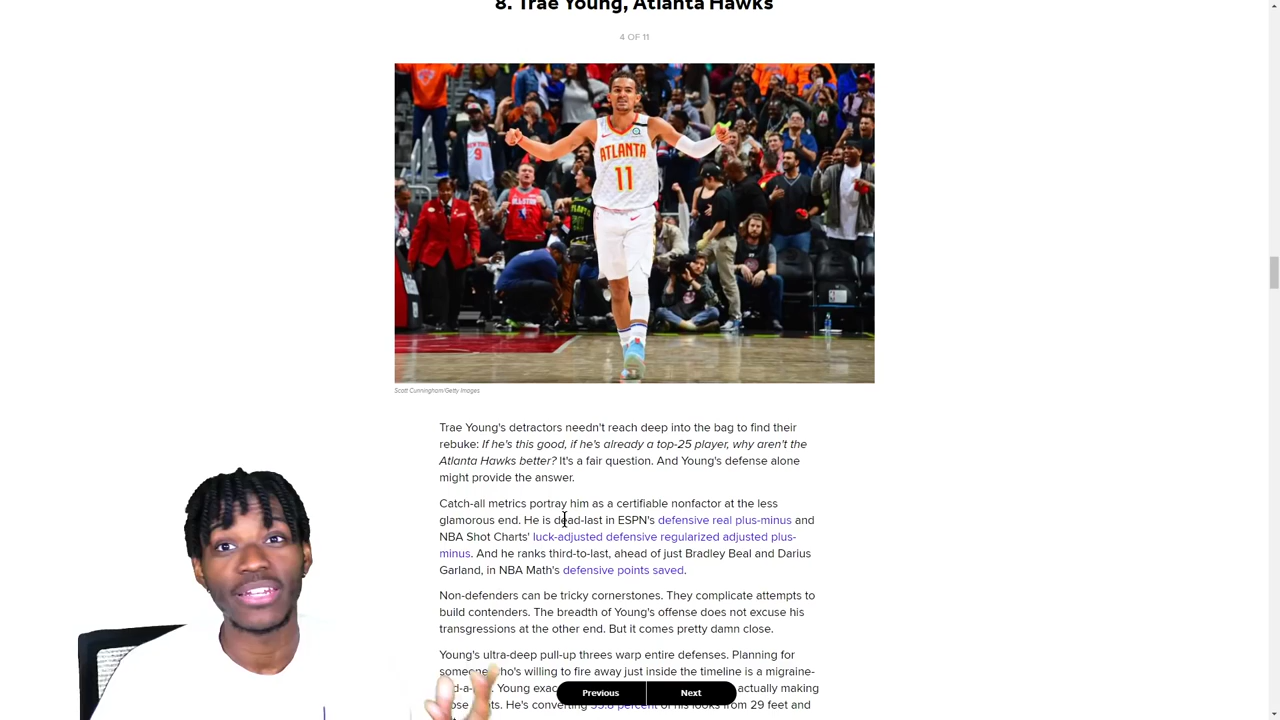 8. Trae Young, Atlanta Hawks
4 OF 11
NEW YORK
9
ATLANTA
11
Scott Cunningham/Getty Images
Trae Young's detractors needn't reach deep into the bag to find their
rebuke: If he's this good, if he's already a top-25 player, why aren't the
Atlanta Hawks better? It's a fair question. And Young's defense alone
might provide the answer.
Catch-all metrics portray him as a certifiable nonfactor at the less
glamorous end. He is dead-last in ESPN's defensive real plus-minus and
NBA Shot Charts' luck-adjusted defensive regularized adjusted plus-
minus. And he ranks third-to-last, ahead of just Bradley Beal and Darius
Garland, in NBA Math's defensive points saved.
Non-defenders can be tricky cornerstones. They complicate attempts to
build contenders. The breadth of Young's offense does not excuse his
transgressions at the other end. But it comes pretty damn close.
Young's ultra-deep pull-up threes warp entire defenses. Planning for
who's willing to fire away just inside the timeline is a migraine-
Young actually making
He's converting percent of his looks from 29 feet and
Previous
Next